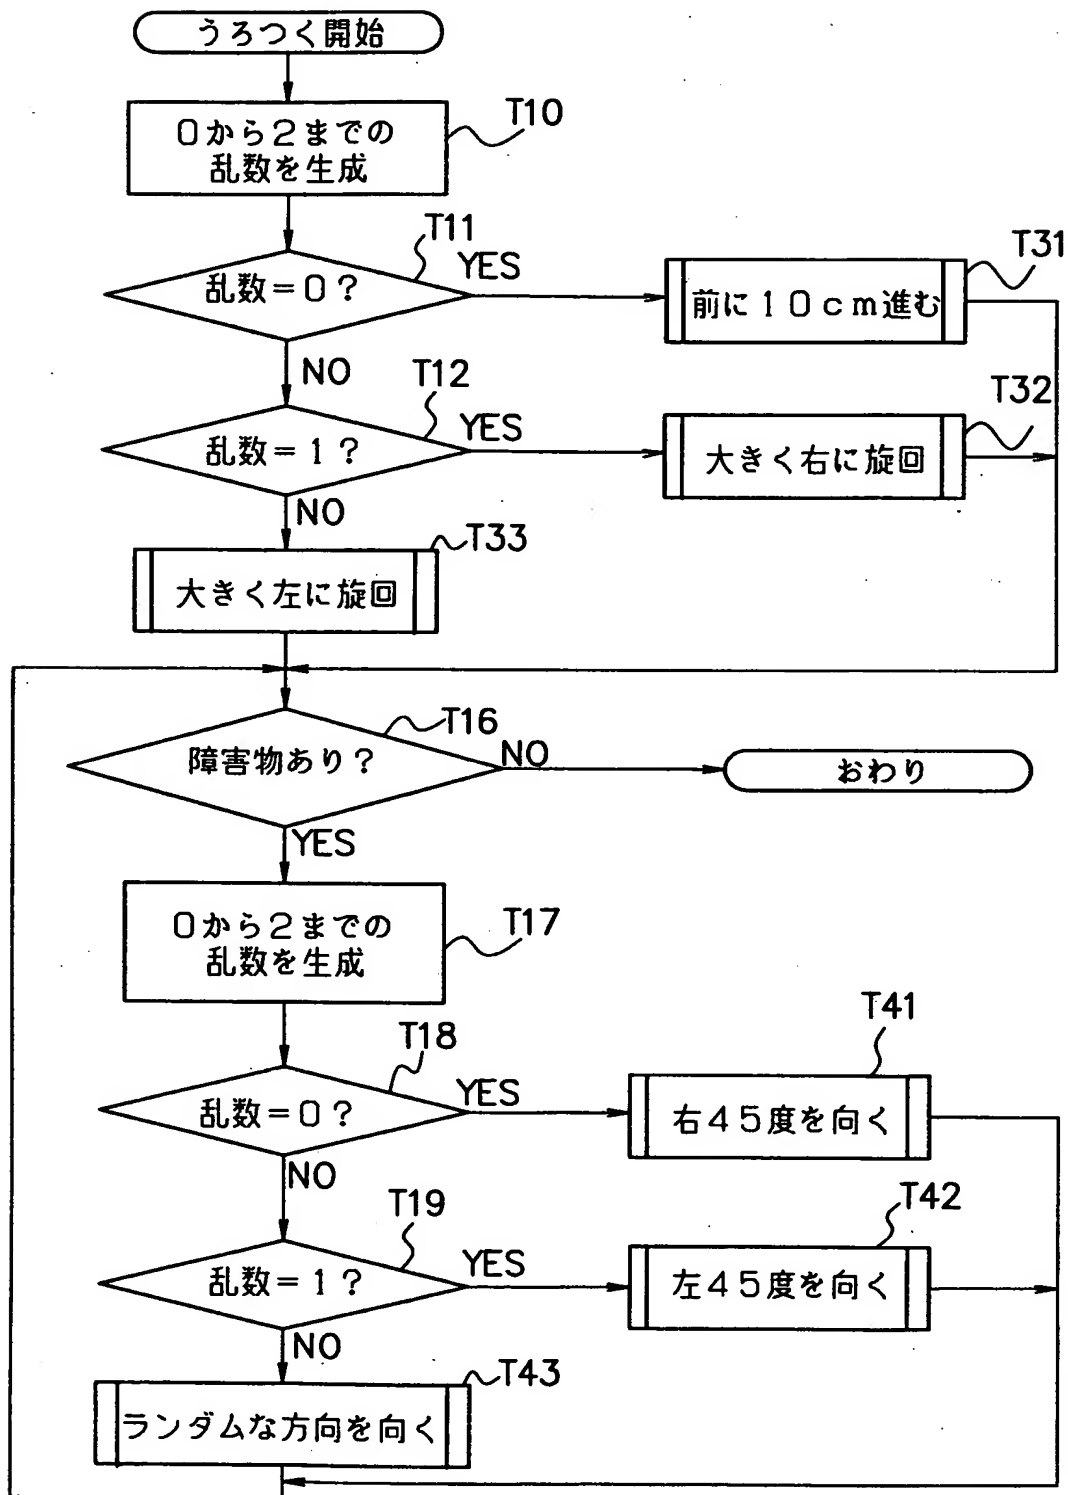 うろつく開始
T10
0から2までの
乱数を生成
T11
乱数=0?
YES
T31
前に10cm進む
NO
T12
乱数=1?
YES
T32
大きく右に旋回
NO
T33
大きく左に旋回
T16
障害物あり?
NO
おわり
YES
T17
0から2までの
乱数を生成
T18
乱数=0?
YES
T41
右45度を向く
NO
T19
乱数=1?
YES
T42
左45度を向く
NO
T43
ランダムな方向を向く